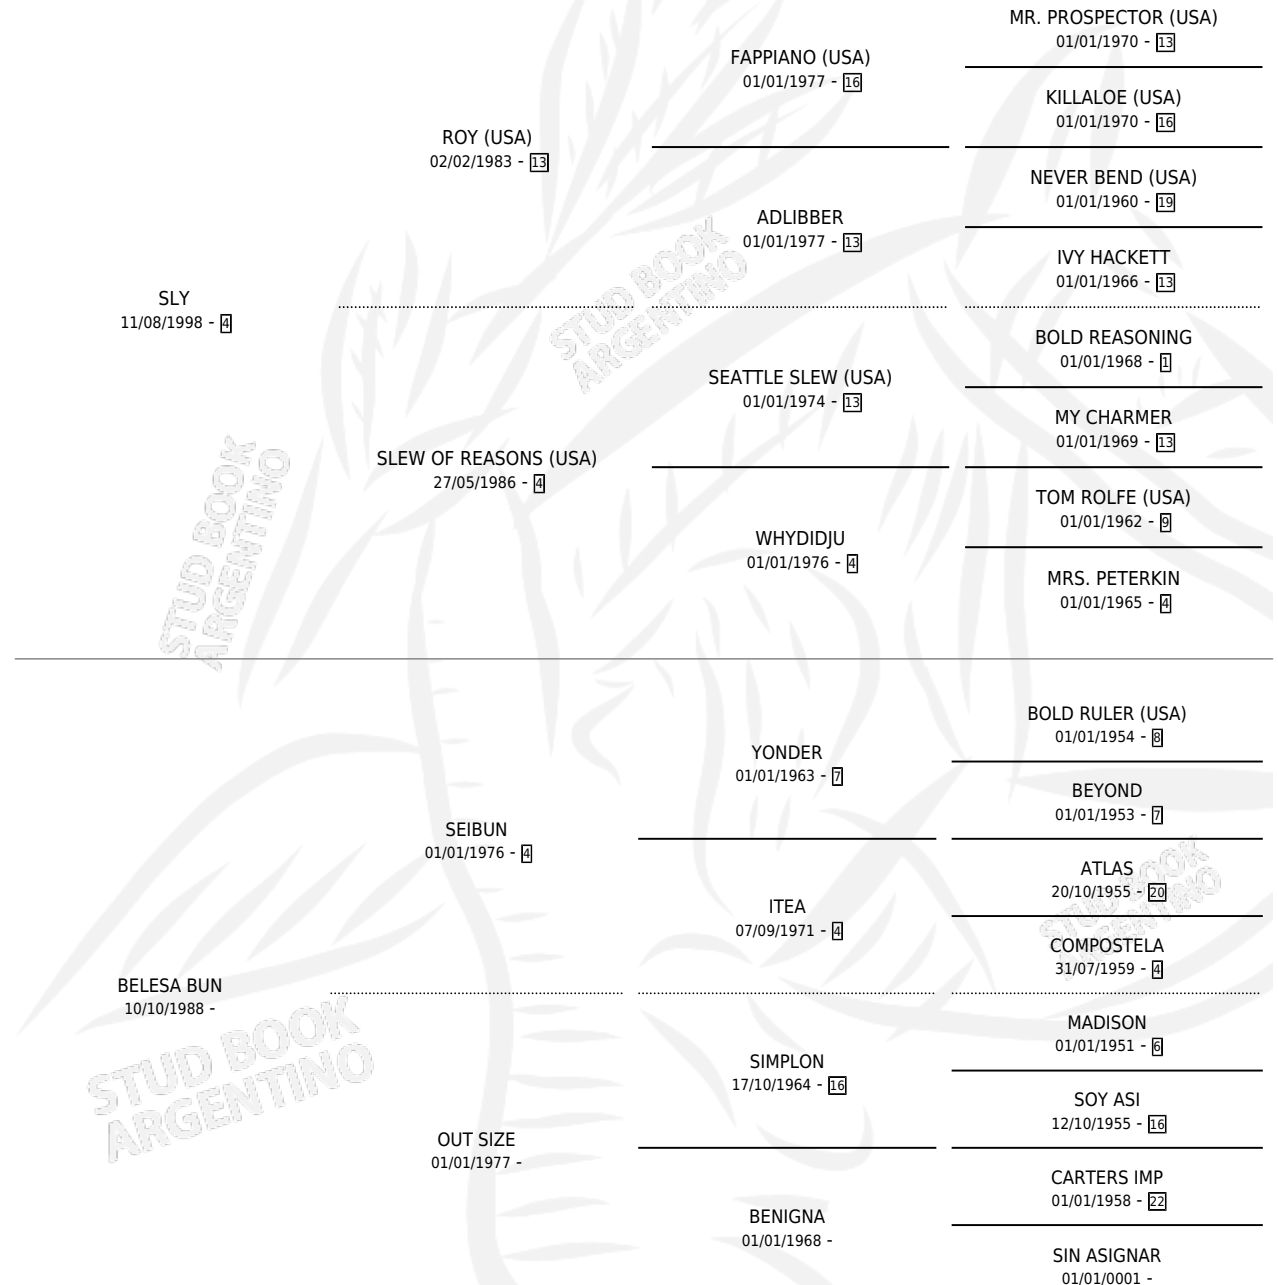 MR. PROSPECTOR (USA)
01/01/1970 - 13
FAPPIANO (USA)
01/01/1977 - 16
KILLALOE (USA)
01/01/1970 - 16
ROY (USA)
02/02/1983 - 13
NEVER BEND (USA)
01/01/1960 - 19
ADLIBBER
01/01/1977 - 13
IVY HACKETT
01/01/1966 - 13
SLY
11/08/1998 - 4
BOLD REASONING
01/01/1968 - 1
SEATTLE SLEW (USA)
01/01/1974 - 13
MY CHARMER
01/01/1969 - 13
SLEW OF REASONS (USA)
27/05/1986 - 4
TOM ROLFE (USA)
01/01/1962 - 9
WHYDIDJU
01/01/1976 - 4
MRS. PETERKIN
01/01/1965 - 4
BOLD RULER (USA)
01/01/1954 - 8
YONDER
01/01/1963 - 7
BEYOND
01/01/1953 - 7
SEIBUN
01/01/1976 - 4
ATLAS
20/10/1955 - 20
ITEA
07/09/1971 - 4
COMPOSTELA
31/07/1959 - 4
BELESA BUN
10/10/1988 -
MADISON
01/01/1951 - 6
SIMPLON
17/10/1964 - 16
SOY ASI
12/10/1955 - 16
OUT SIZE
01/01/1977 -
CARTERS IMP
01/01/1958 - 22
BENIGNA
01/01/1968 -
SIN ASIGNAR
01/01/0001 -
STUD BOOK
ARGENTINO
STUD BOOK
ARGENTINO
STUD BOOK
ARGENTINO
STUD BOOK
ARGENTINO